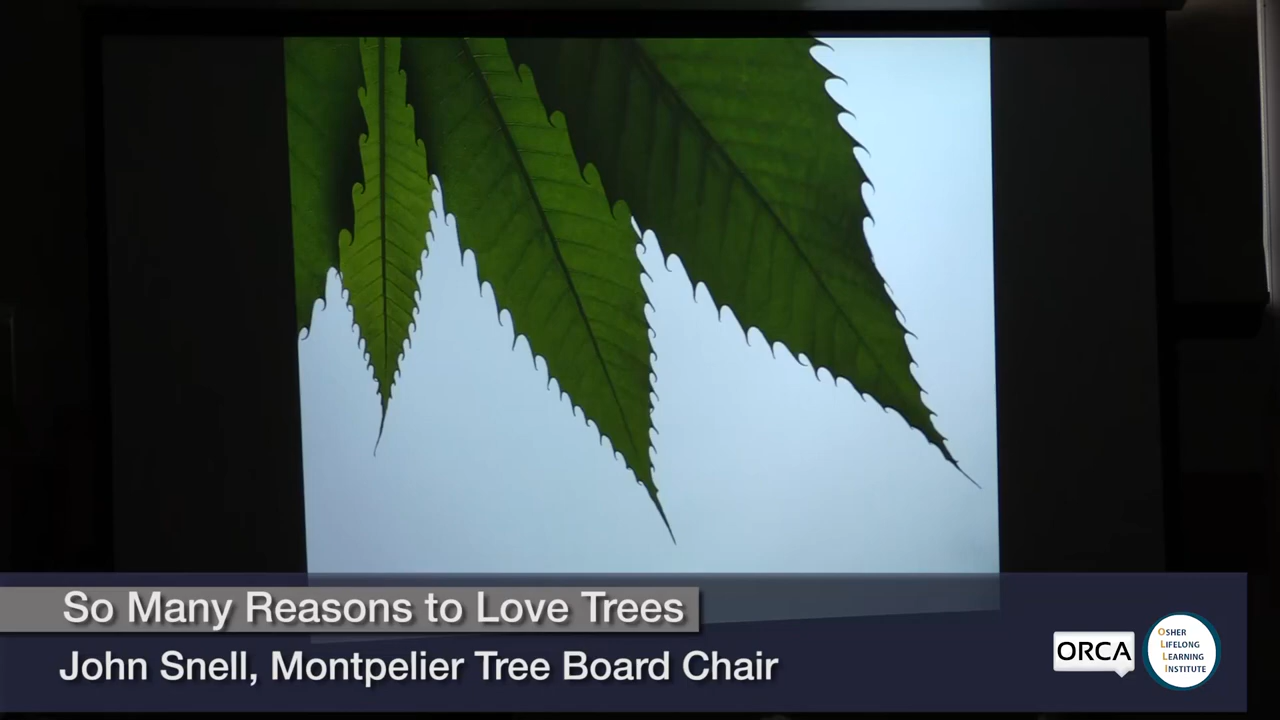 So Many Reasons to Love Trees
John Snell, Montpelier Tree Board Chair
ORCA
OSHER
LIFELONG
LEARNING
INSTITUTE